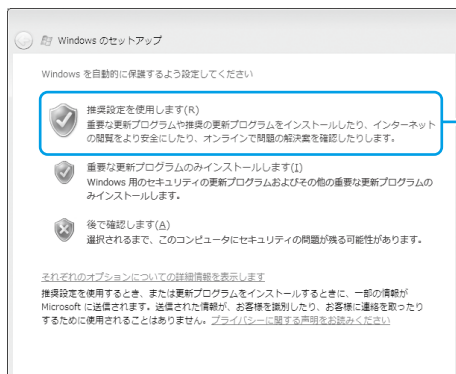 Windows のセットアップ
Windows を自動的に保護するよう設定してください
推奨設定を使用します(R)
重要な更新プログラムや推奨の更新プログラムをインストールしたり、インターネット
の閲覧をより安全にしたり、オンラインで問題の解決案を確認したりします。
重要な更新プログラムのみインストールします(I)
Windows 用のセキュリティの更新プログラムおよびその他の重要な更新プログラムの
みインストールします。
後で確認します(A)
選択されるまで、このコンピュータにセキュリティの問題が残る可能性があります。
それぞれのオプションについての詳細情報を表示します
推奨設定を使用するとき、または更新プログラムをインストールするときに、一部の情報が
Microsoft に送信されます。送信された情報が、お客様を識別したり、お客様に連絡を取ったり
するために使用されることはありません。プライバシーに関する声明をお読みください